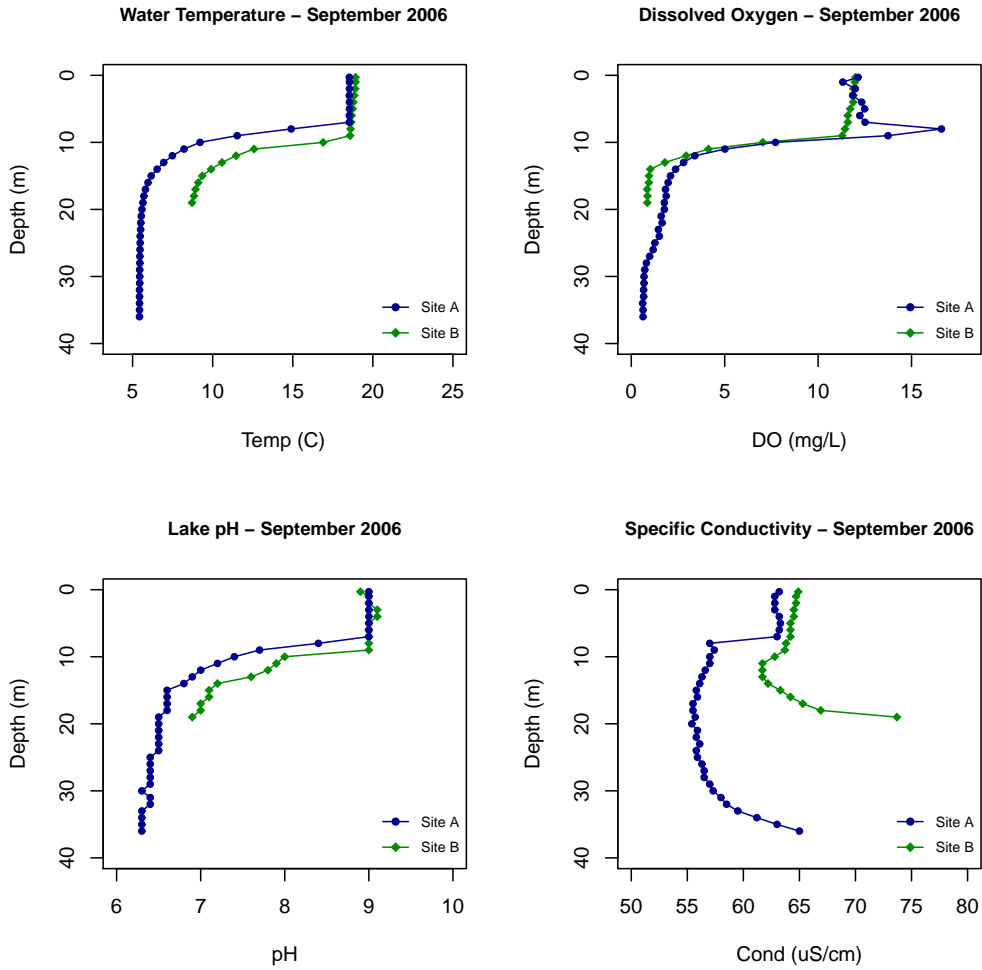 Water Temperature – September 2006
0
10
20
30
40
Depth (m)
Site A
Site B
5 10 15 20 25
Temp (C)
Dissolved Oxygen – September 2006
0
10
20
30
40
Depth (m)
Site A
Site B
0 5 10 15
DO (mg/L)
Lake pH – September 2006
0
10
20
30
40
Depth (m)
Site A
Site B
6 7 8 9 10
pH
Specific Conductivity – September 2006
0
10
20
30
40
Depth (m)
Site A
Site B
50 55 60 65 70 75 80
Cond (uS/cm)